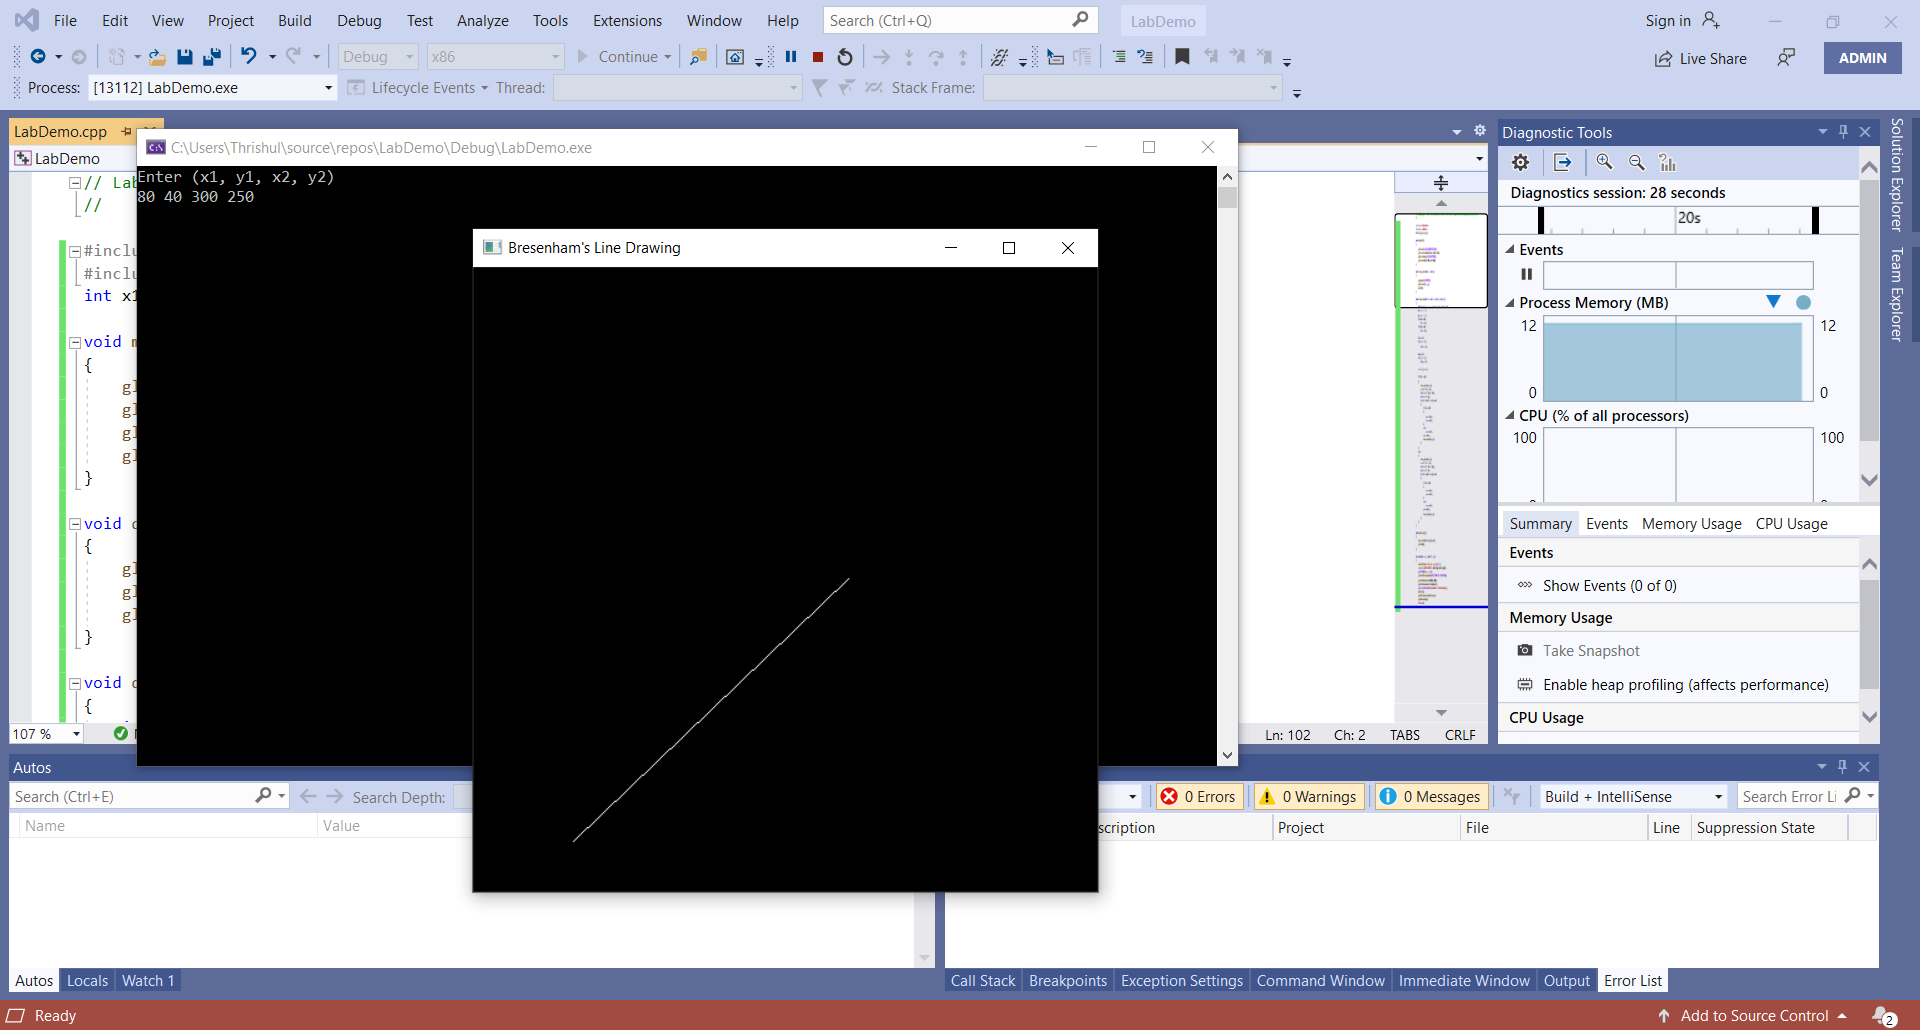 File Edit View Project Build Debug Test Analyze Tools Extensions Window Help Search (Ctrl+Q) LabDemo Sign in
Debug x86 Continue Live Share ADMIN
Process: [13112] LabDemo.exe Lifecycle Events Thread: Stack Frame:
LabDemo.cpp
LabDemo
// Lab
//
#inclu
#inclu
int x1
void m
{
gl
gl
gl
gl
}
void d
{
gl
gl
gl
}
void d
{
107 %
C:\Users\Thrishul\source\repos\LabDemo\Debug\LabDemo.exe
Enter (x1, y1, x2, y2)
80 40 300 250
Bresenham's Line Drawing
Ln: 102 Ch: 2 TABS CRLF
Diagnostic Tools
Diagnostics session: 28 seconds
20s
Events
Process Memory (MB)
12 12
0 0
CPU (% of all processors)
100 100
Summary Events Memory Usage CPU Usage
Events
Show Events (0 of 0)
Memory Usage
Take Snapshot
Enable heap profiling (affects performance)
CPU Usage
Solution Explorer
Team Explorer
Autos
Search (Ctrl+E) Search Depth:
Name Value
Autos Locals Watch 1
0 Errors 0 Warnings 0 Messages Build + IntelliSense Search Error Li
scription Project File Line Suppression State
Call Stack Breakpoints Exception Settings Command Window Immediate Window Output Error List
Ready Add to Source Control 2